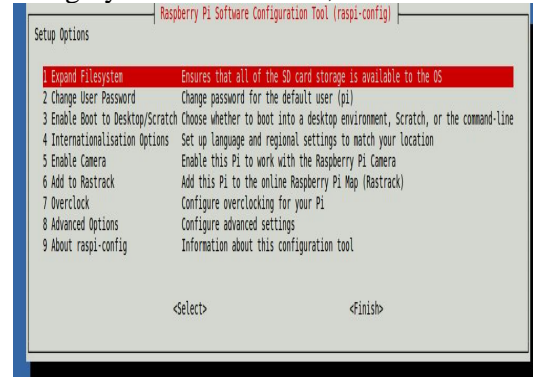 Raspberry Pi Software Configuration Tool (raspi-config)
Setup Options
1 Expand Filesystem Ensures that all of the SD card storage is available to the OS
2 Change User Password Change password for the default user (pi)
3 Enable Boot to Desktop/Scratch Choose whether to boot into a desktop environment, Scratch, or the command-line
4 Internationalisation Options Set up language and regional settings to match your location
5 Enable Camera Enable this Pi to work with the Raspberry Pi Camera
6 Add to Rastrack Add this Pi to the online Raspberry Pi Map (Rastrack)
7 Overclock Configure overclocking for your Pi
8 Advanced Options Configure advanced settings
9 About raspi-config Information about this configuration tool
<Select> <Finish>